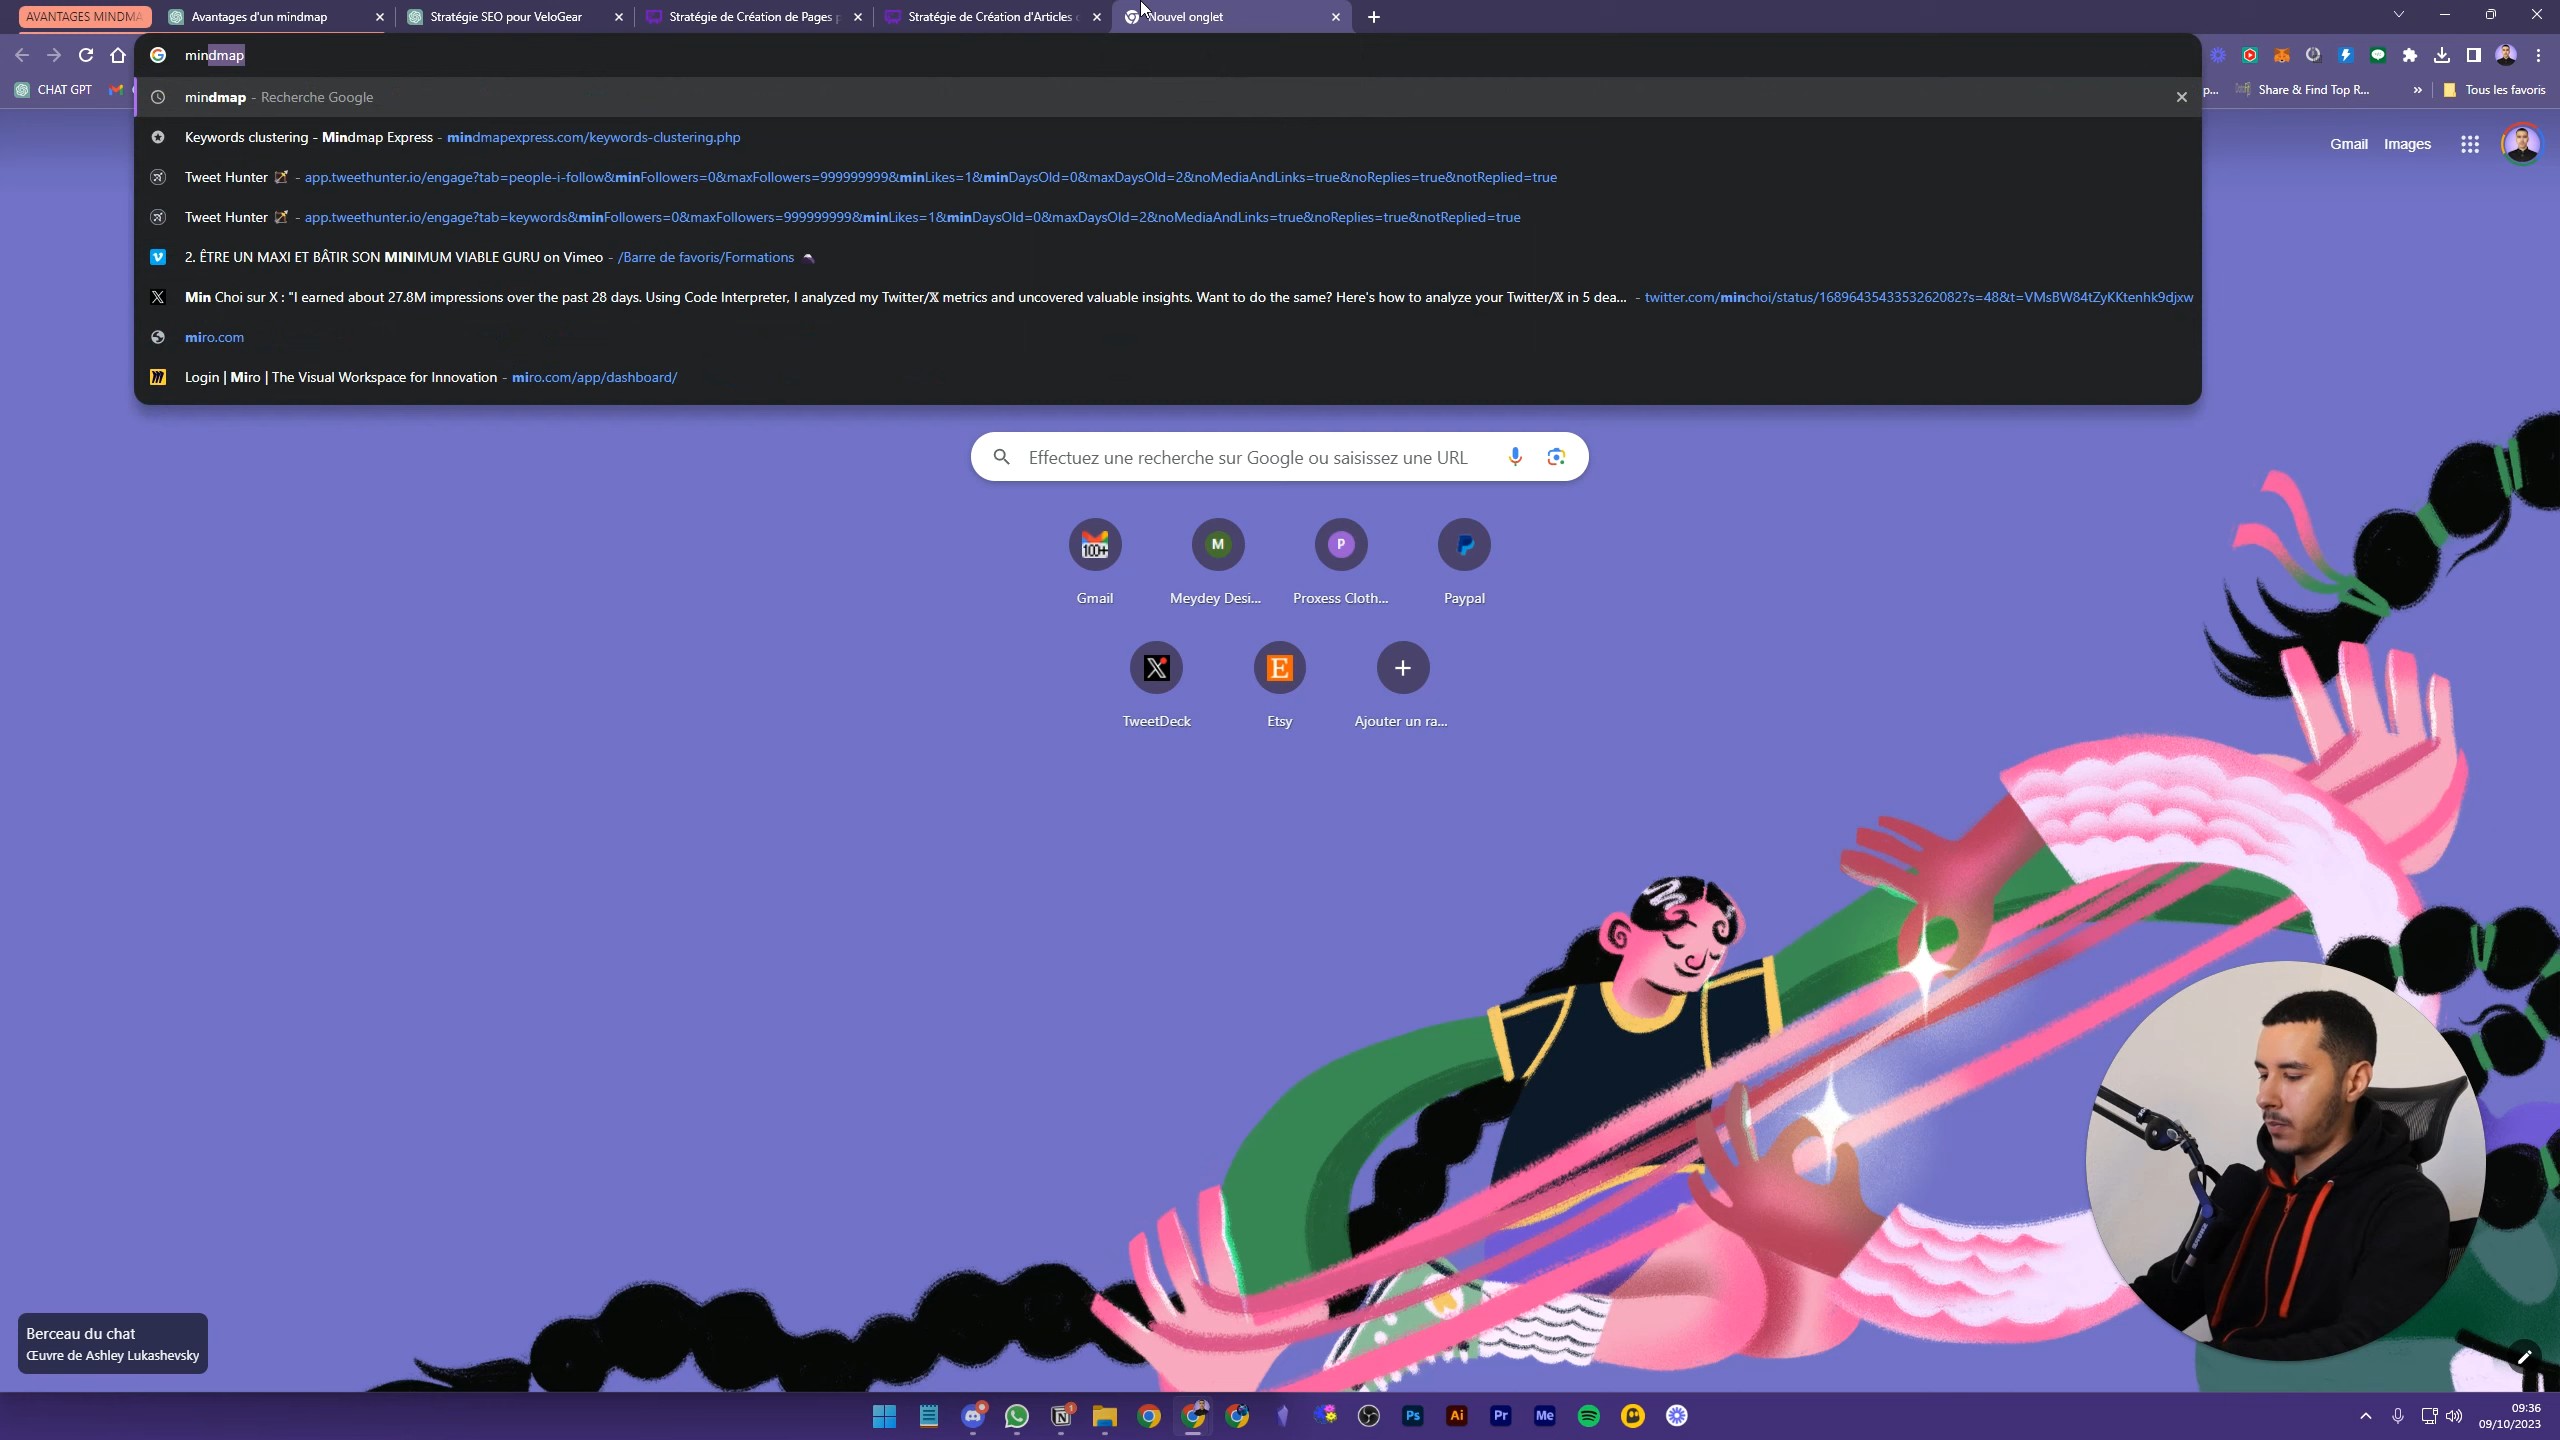 AVANTAGES MINDMA
Avantages d'un mindmap
Stratégie SEO pour VeloGear
Stratégie de Création de Pages p
Stratégie de Création d'Articles
Nouvel onglet
mindmap
CHAT GPT
p...
Share & Find Top R...
»
Tous les favoris
mindmap - Recherche Google
Keywords clustering - Mindmap Express - mindmapexpress.com/keywords-clustering.php
Gmail
Images
Tweet Hunter - app.tweethunter.io/engage?tab=people-i-follow&minFollowers=0&maxFollowers=999999999&minLikes=1&minDaysOld=0&maxDaysOld=2&noMediaAndLinks=true&noReplies=true&notReplied=true
Tweet Hunter - app.tweethunter.io/engage?tab=keywords&minFollowers=0&maxFollowers=999999999&minLikes=1&minDaysOld=0&maxDaysOld=2&noMediaAndLinks=true&noReplies=true&notReplied=true
2. ÊTRE UN MAXI ET BÂTIR SON MINIMUM VIABLE GURU on Vimeo - /Barre de favoris/Formations
Min Choi sur X : "I earned about 27.8M impressions over the past 28 days. Using Code Interpreter, I analyzed my Twitter/𝕏 metrics and uncovered valuable insights. Want to do the same? Here's how to analyze your Twitter/𝕏 in 5 dea... - twitter.com/minchoi/status/1689643543353262082?s=48&t=VMsBW84tZyKKtenhk9djxw
miro.com
Login | Miro | The Visual Workspace for Innovation - miro.com/app/dashboard/
Effectuez une recherche sur Google ou saisissez une URL
100+
M
P
Gmail
Meydey Desi...
Proxess Cloth...
Paypal
E
TweetDeck
Etsy
Ajouter un ra...
Berceau du chat
Œuvre de Ashley Lukashevsky
1
Ps
Ai
Pr
Me
09:36
09/10/2023